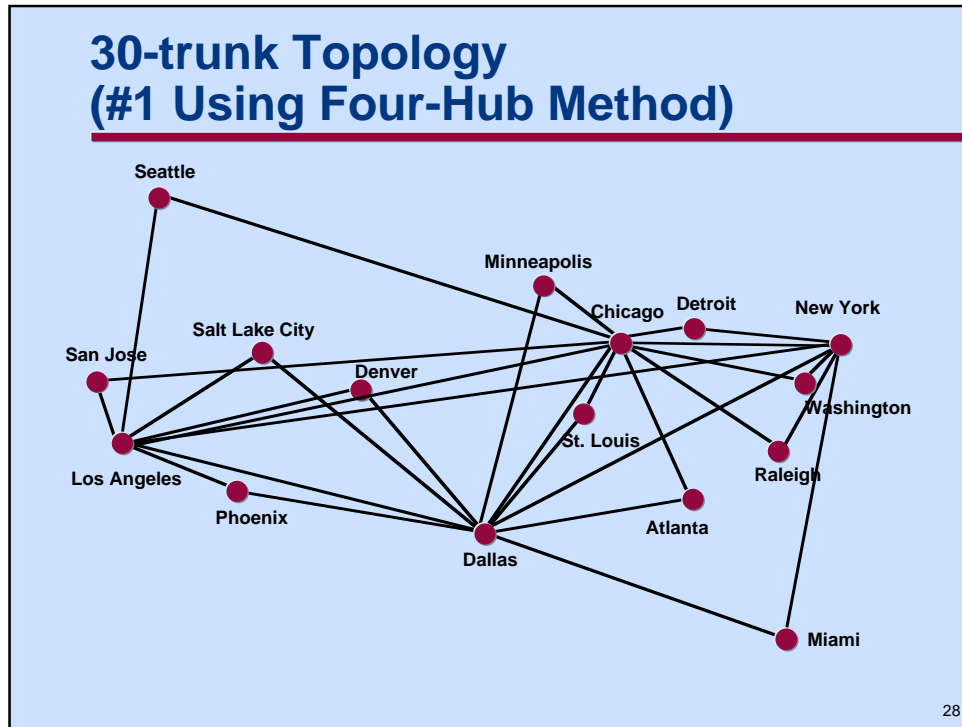 30-trunk Topology
(#1 Using Four-Hub Method)
Seattle
Minneapolis
Chicago
Detroit
New York
Salt Lake City
San Jose
Denver
Washington
St. Louis
Los Angeles
Raleigh
Phoenix
Atlanta
Dallas
Miami
28